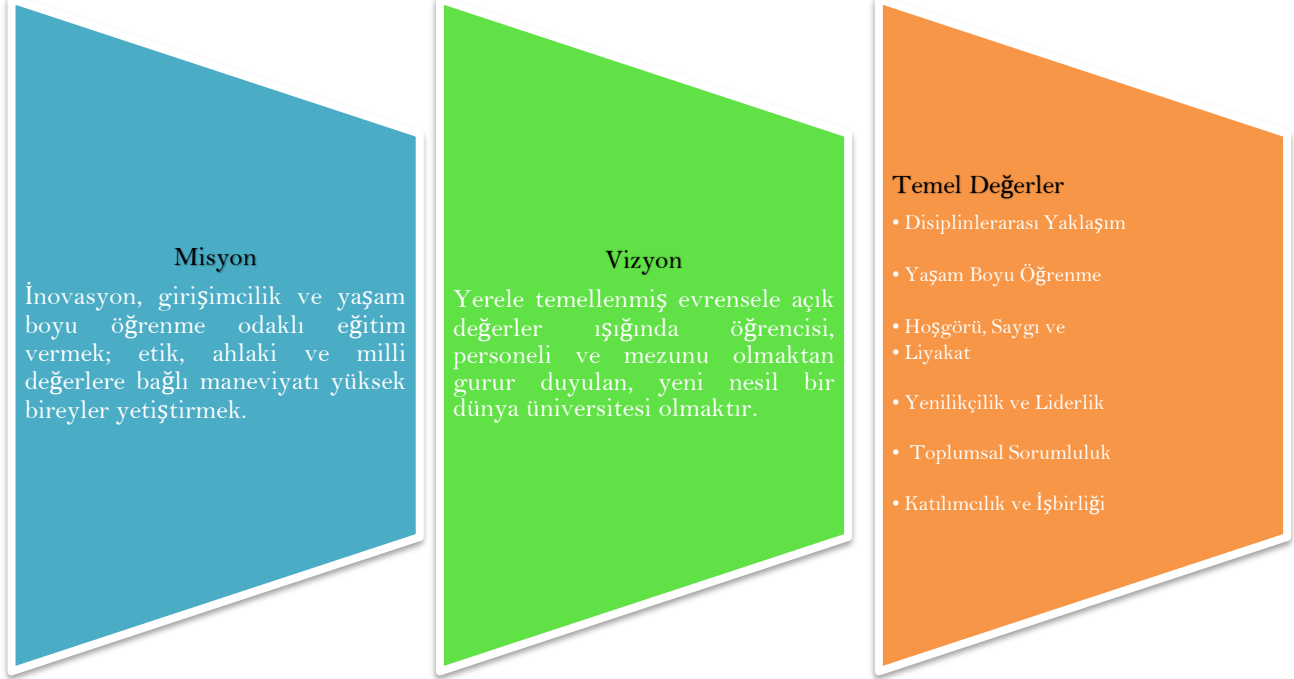 Misyon
İnovasyon, girişimcilik ve yaşam
boyu öğrenme odaklı eğitim
vermek; etik, ahlaki ve milli
değerlere bağlı maneviyatı yüksek
bireyler yetiştirmek.
Vizyon
Yerele temellenmiş evrensele açık
değerler ışığında öğrencisi,
personeli ve mezunu olmaktan
gurur duyulan, yeni nesil bir
dünya üniversitesi olmaktır.
Temel Değerler
• Disiplinlerarası Yaklaşım
• Yaşam Boyu Öğrenme
• Hoşgörü, Saygı ve
• Liyakat
• Yenilikçilik ve Liderlik
• Toplumsal Sorumluluk
• Katılımcılık ve İşbirliği